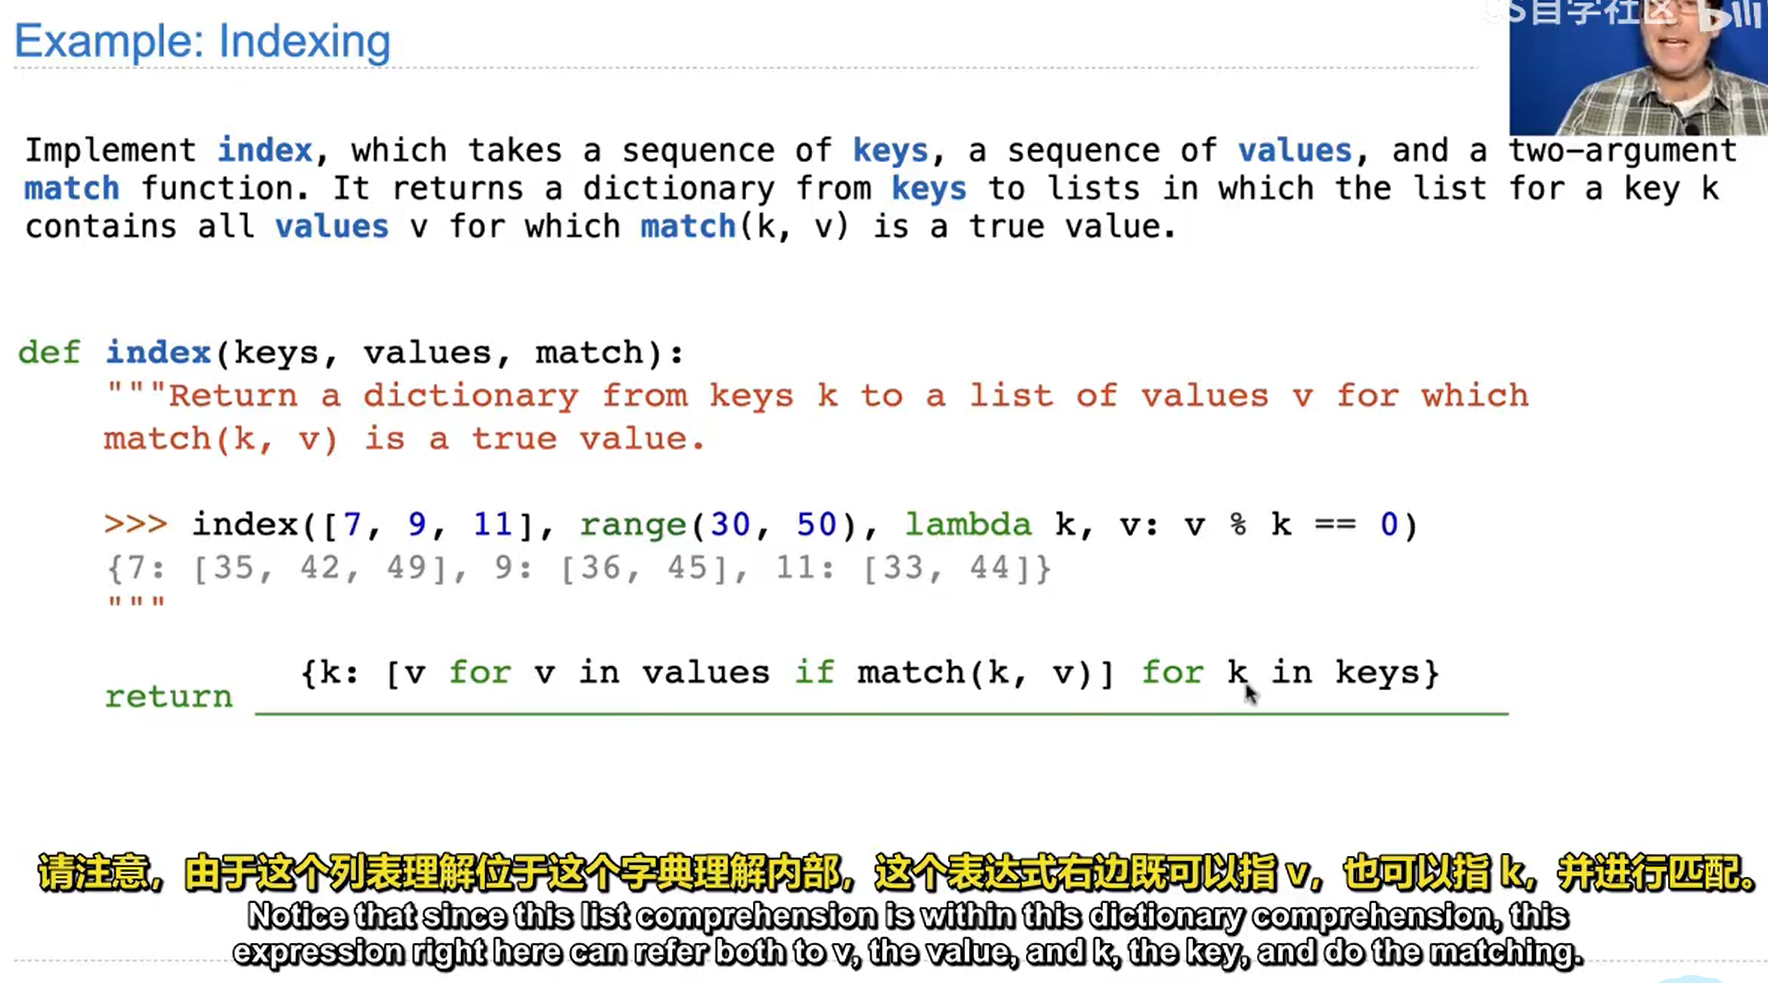 CS自学社区
Example: Indexing
Implement index, which takes a sequence of keys, a sequence of values, and a two-argument
match function. It returns a dictionary from keys to lists in which the list for a key k
contains all values v for which match(k, v) is a true value.
def index(keys, values, match):
"""Return a dictionary from keys k to a list of values v for which
match(k, v) is a true value.
>>> index([7, 9, 11], range(30, 50), lambda k, v: v % k == 0)
{7: [35, 42, 49], 9: [36, 45], 11: [33, 44]}
"""
return {k: [v for v in values if match(k, v)] for k in keys}
请注意，由于这个列表理解位于这个字典理解内部，这个表达式右边既可以指 v，也可以指 k，并进行匹配。
Notice that since this list comprehension is within this dictionary comprehension, this
expression right here can refer both to v, the value, and k, the key, and do the matching.